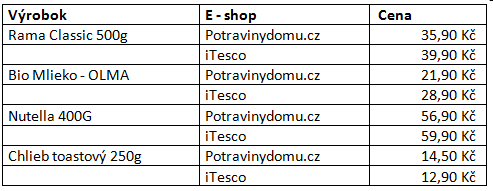 Výrobok E - shop Cena
Rama Classic 500g Potravinydomu.cz 35,90 Kč
iTesco 39,90 Kč
Bio Mlieko - OLMA Potravinydomu.cz 21,90 Kč
iTesco 28,90 Kč
Nutella 400G Potravinydomu.cz 56,90 Kč
iTesco 59,90 Kč
Chlieb toastový 250g Potravinydomu.cz 14,50 Kč
iTesco 12,90 Kč